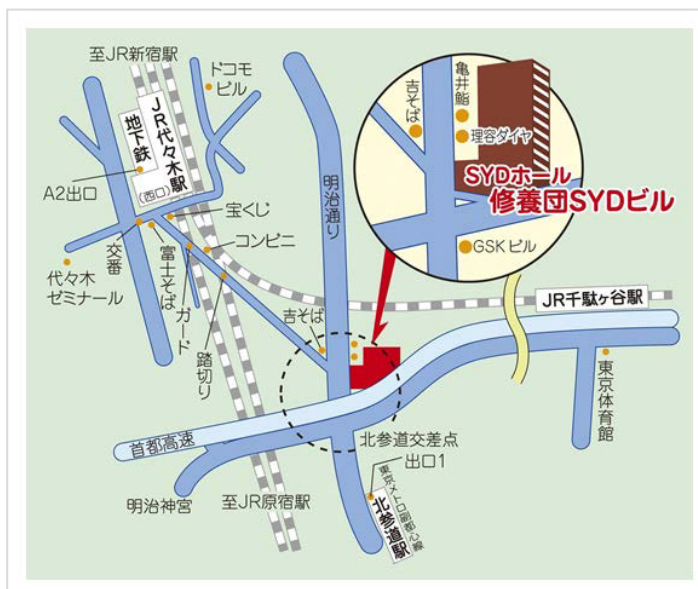 至JR新宿駅
ドコモ
ビル
JR代々木駅
(西口)
地下鉄
A2出口
宝くじ
コンビニ
交番
富士そば
ガード
踏切り
代々木
ゼミナール
明治通り
吉そば
亀井鮨
理容ダイヤ
SYDホール
修養団SYDビル
GSKビル
JR千駄ヶ谷駅
吉そば
東京体育館
首都高速
北参道交差点
出口1
明治神宮
至JR原宿駅
東京メトロ副都心線
北参道駅